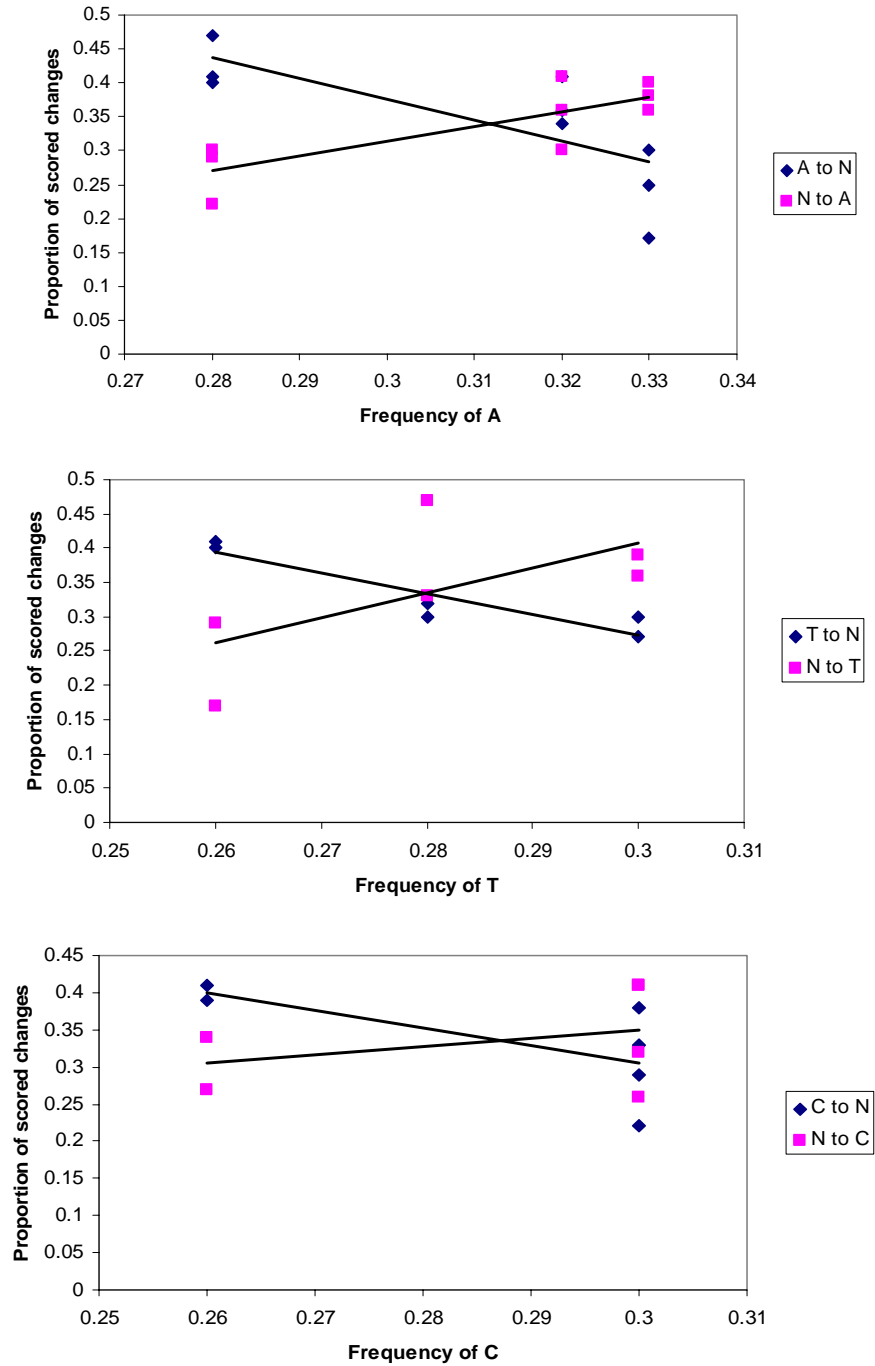 0.5
0.45
0.4
0.35
0.3
0.25
0.2
0.15
0.1
0.05
0
Proportion of scored changes
0.27 0.28 0.29 0.3 0.31 0.32 0.33 0.34
Frequency of A
A to N
N to A
0.5
0.45
0.4
0.35
0.3
0.25
0.2
0.15
0.1
0.05
0
Proportion of scored changes
0.25 0.26 0.27 0.28 0.29 0.3 0.31
Frequency of T
T to N
N to T
0.45
0.4
0.35
0.3
0.25
0.2
0.15
0.1
0.05
0
Proportion of scored changes
0.25 0.26 0.27 0.28 0.29 0.3 0.31
Frequency of C
C to N
N to C